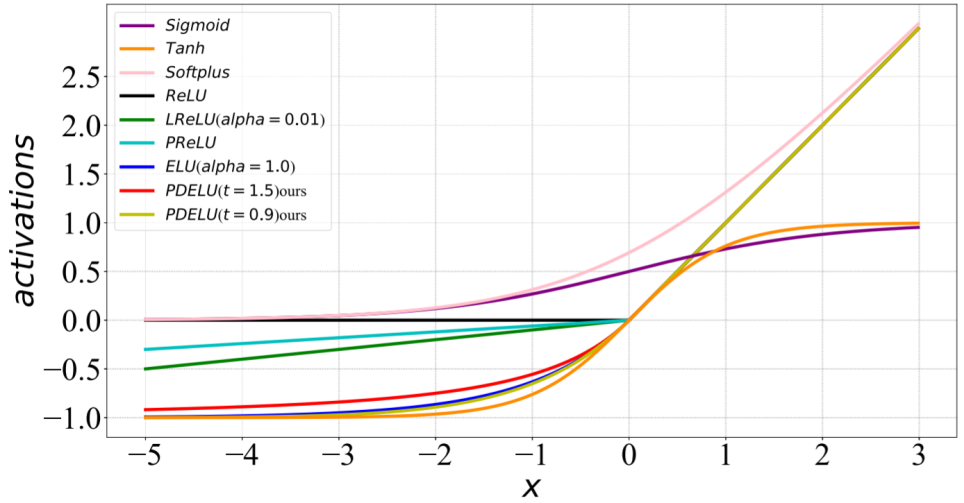 Sigmoid
Tanh
Softplus
ReLU
LReLU(alpha = 0.01)
PReLU
ELU(alpha = 1.0)
PDELU(t = 1.5)ours
PDELU(t = 0.9)ours
activations
2.5
2.0
1.5
1.0
0.5
0.0
−0.5
−1.0
−5 −4 −3 −2 −1 0 1 2 3
x